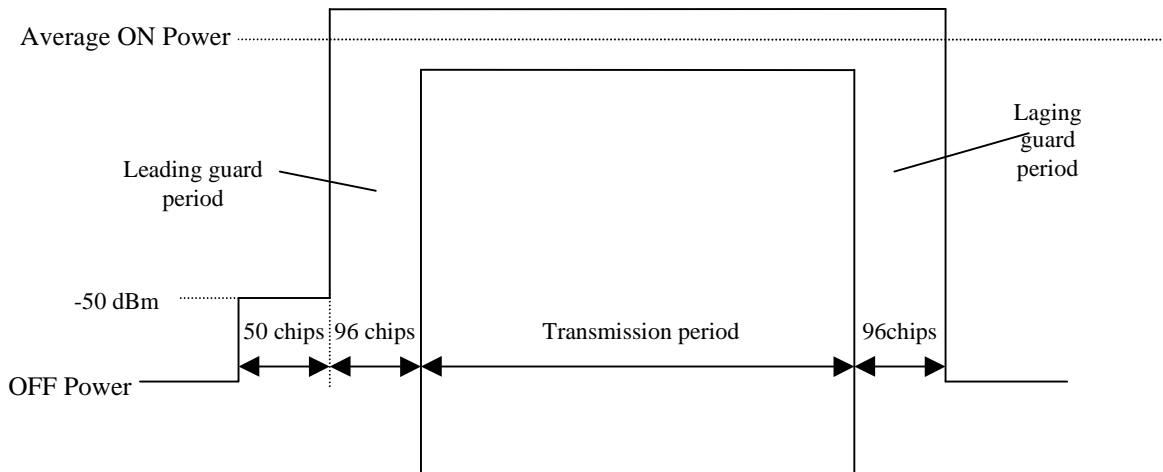 Average ON Power
Laging
guard
period
Leading guard
period
-50 dBm
50 chips
96 chips
Transmission period
96chips
OFF Power